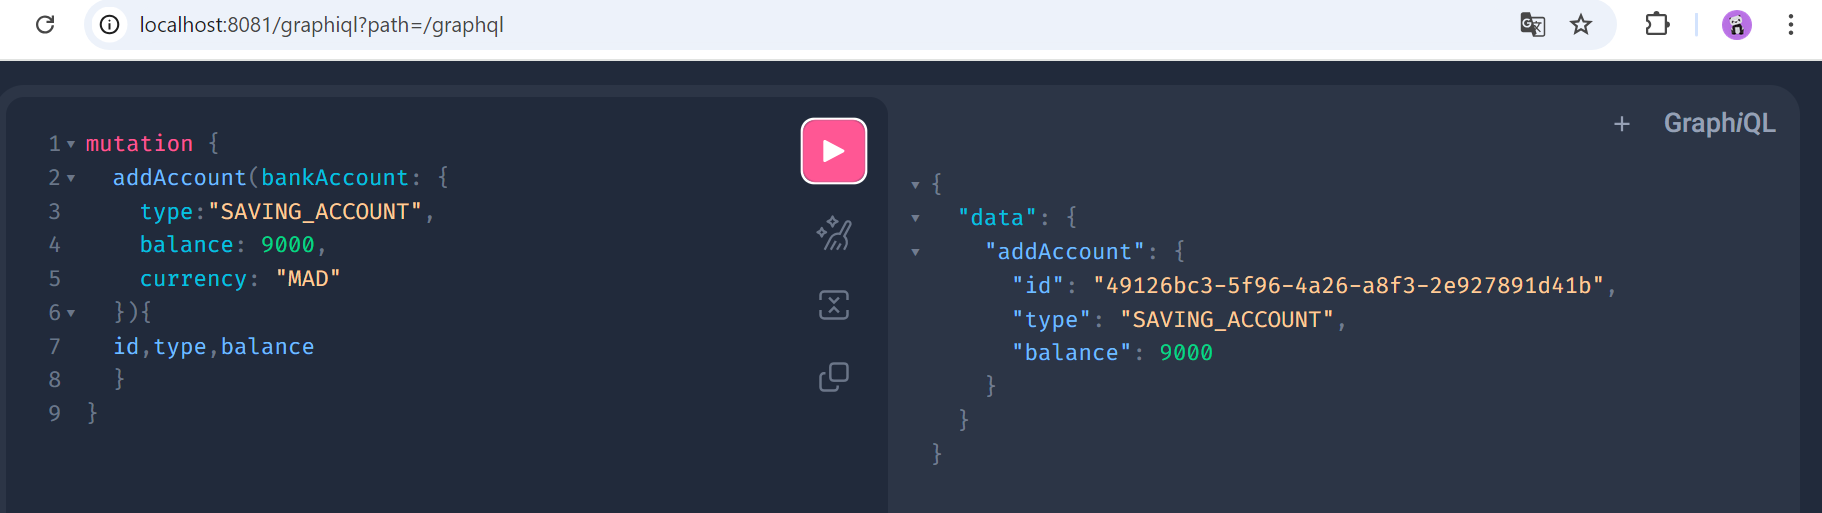 localhost:8081/graphiql?path=/graphql
1 mutation {
2 addAccount(bankAccount: {
3 type:"SAVING_ACCOUNT",
4 balance: 9000,
5 currency: "MAD"
6 }){
7 id,type,balance
8 }
9 }
+ GraphiQL
{
"data": {
"addAccount": {
"id": "49126bc3-5f96-4a26-a8f3-2e927891d41b",
"type": "SAVING_ACCOUNT",
"balance": 9000
}
}
}